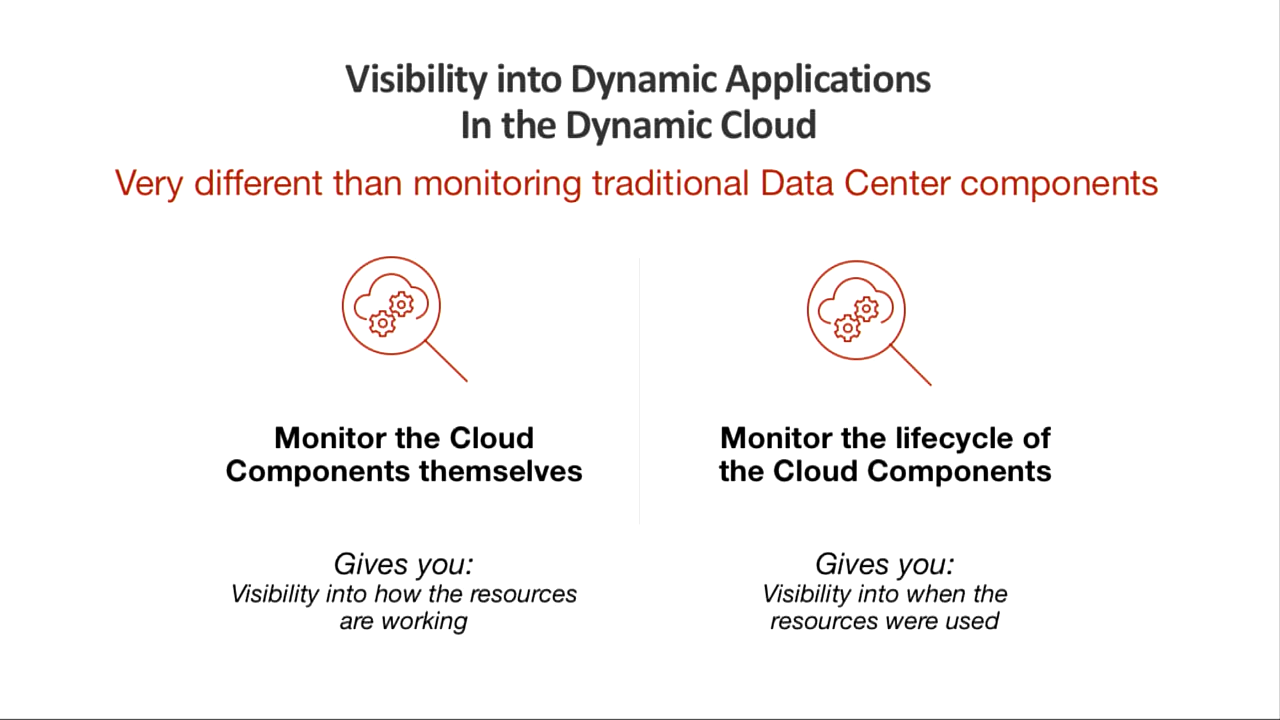 Visibility into Dynamic Applications
In the Dynamic Cloud
Very different than monitoring traditional Data Center components
Monitor the Cloud
Components themselves
Gives you:
Visibility into how the resources
are working
Monitor the lifecycle of
the Cloud Components
Gives you:
Visibility into when the
resources were used